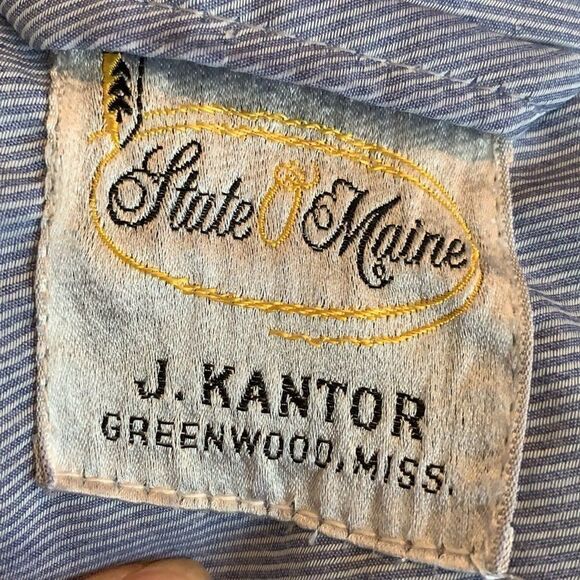 State O Maine
J. KANTOR
GREENWOOD, MISS.